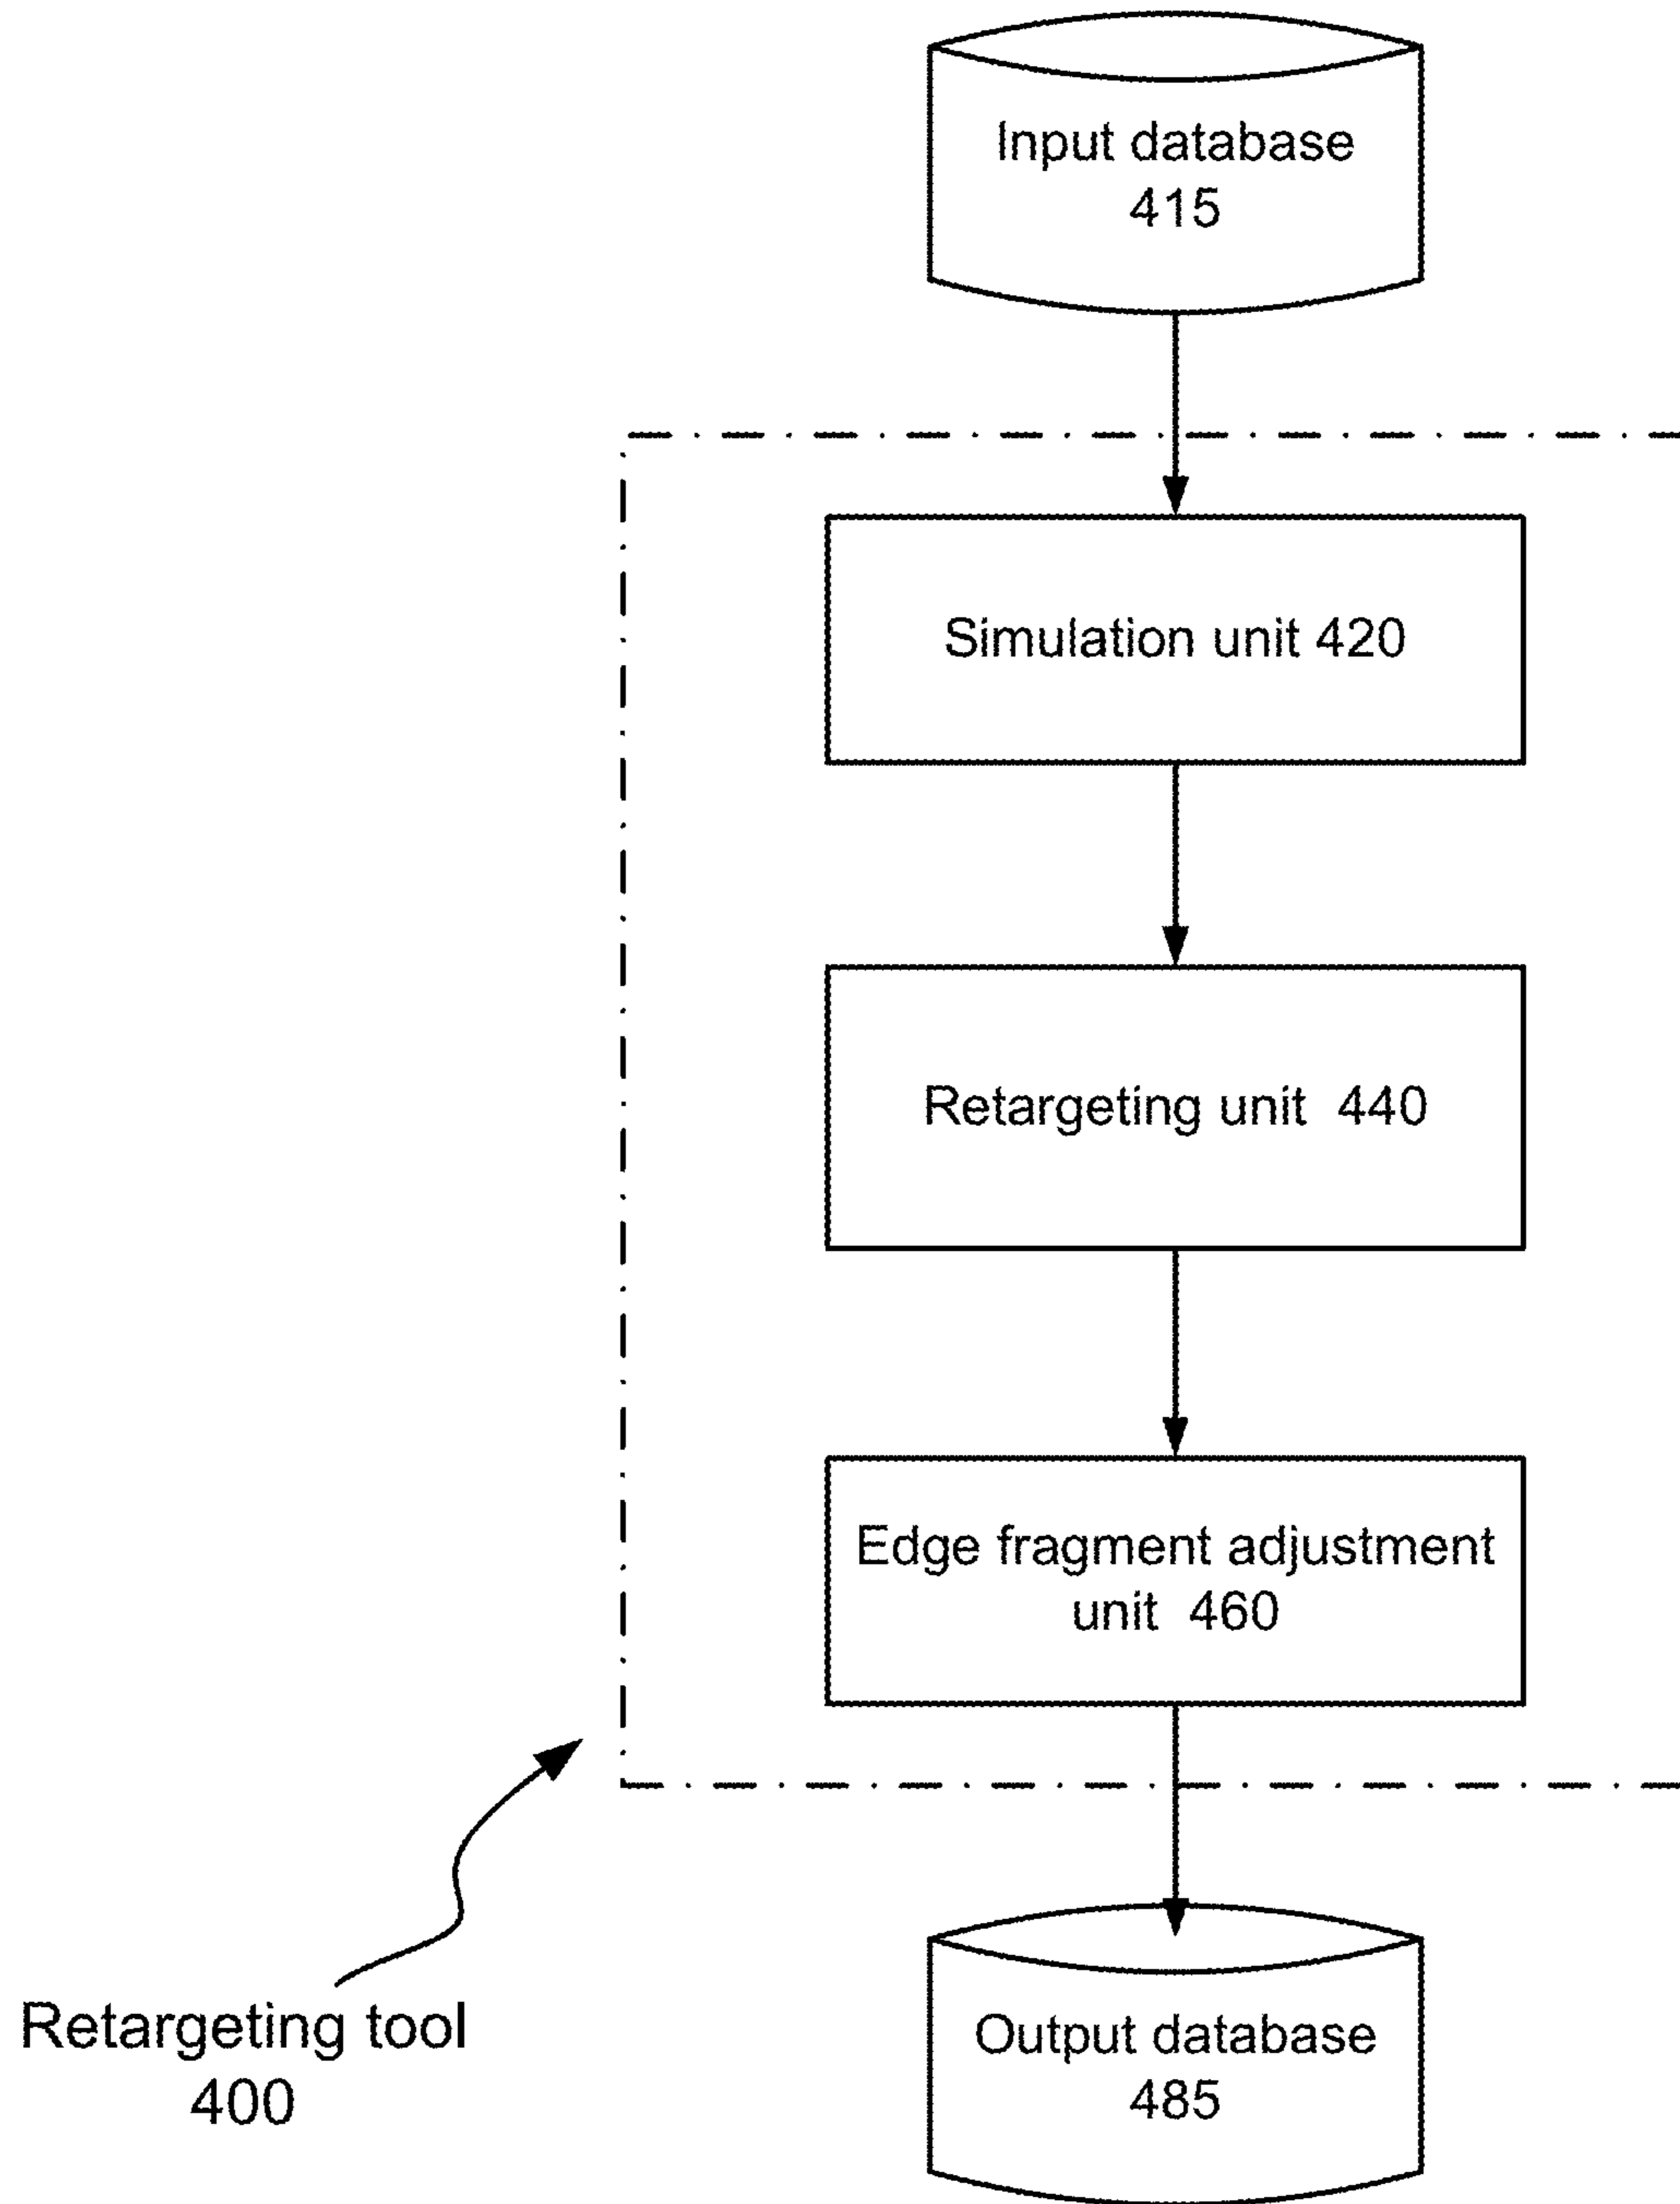 Input database
415
Simulation unit 420
Retargeting unit 440
Edge fragment adjustment
unit 460
Retargeting tool
400
Output database
485